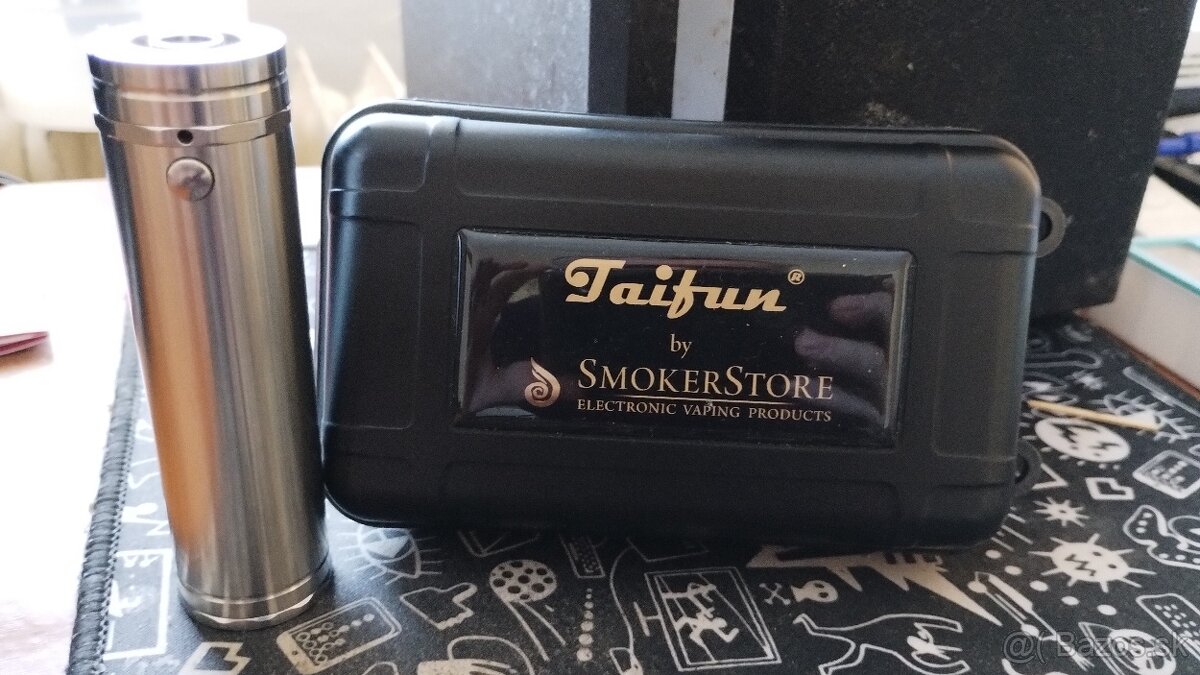 Taifun®
by
SMOKERSTORE
ELECTRONIC VAPING PRODUCTS
@( Bazos.sk